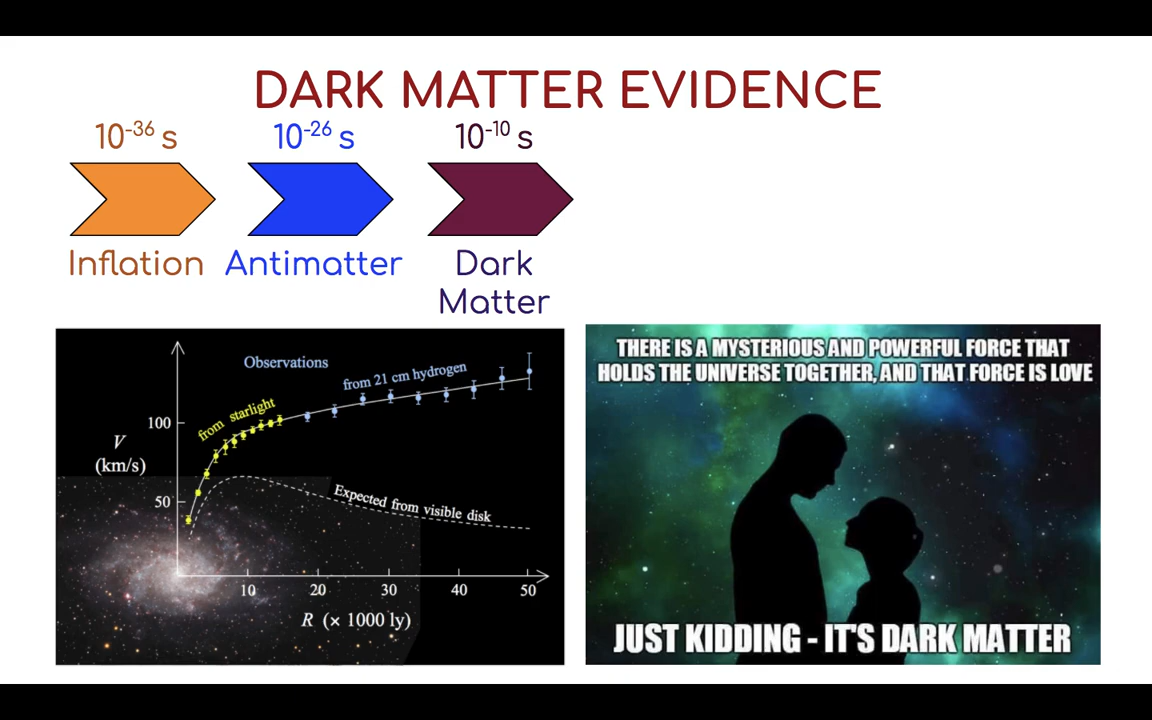 DARK MATTER EVIDENCE
10⁻³⁶ s
10⁻²⁶ s
10⁻¹⁰ s
Inflation
Antimatter
Dark
Matter
Observations
from 21 cm hydrogen
from starlight
100
V
(km/s)
50
Expected from visible disk
10
20
30
40
50
R (× 1000 ly)
THERE IS A MYSTERIOUS AND POWERFUL FORCE THAT
HOLDS THE UNIVERSE TOGETHER, AND THAT FORCE IS LOVE
JUST KIDDING - IT'S DARK MATTER